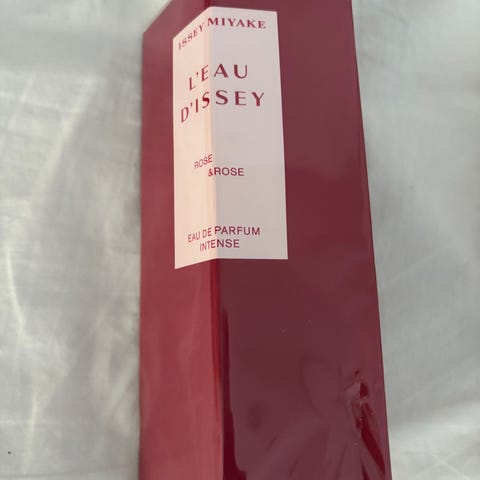 ISSEY MIYAKE
L'EAU
D'ISSEY
ROSE
&ROSE
EAU DE PARFUM
INTENSE